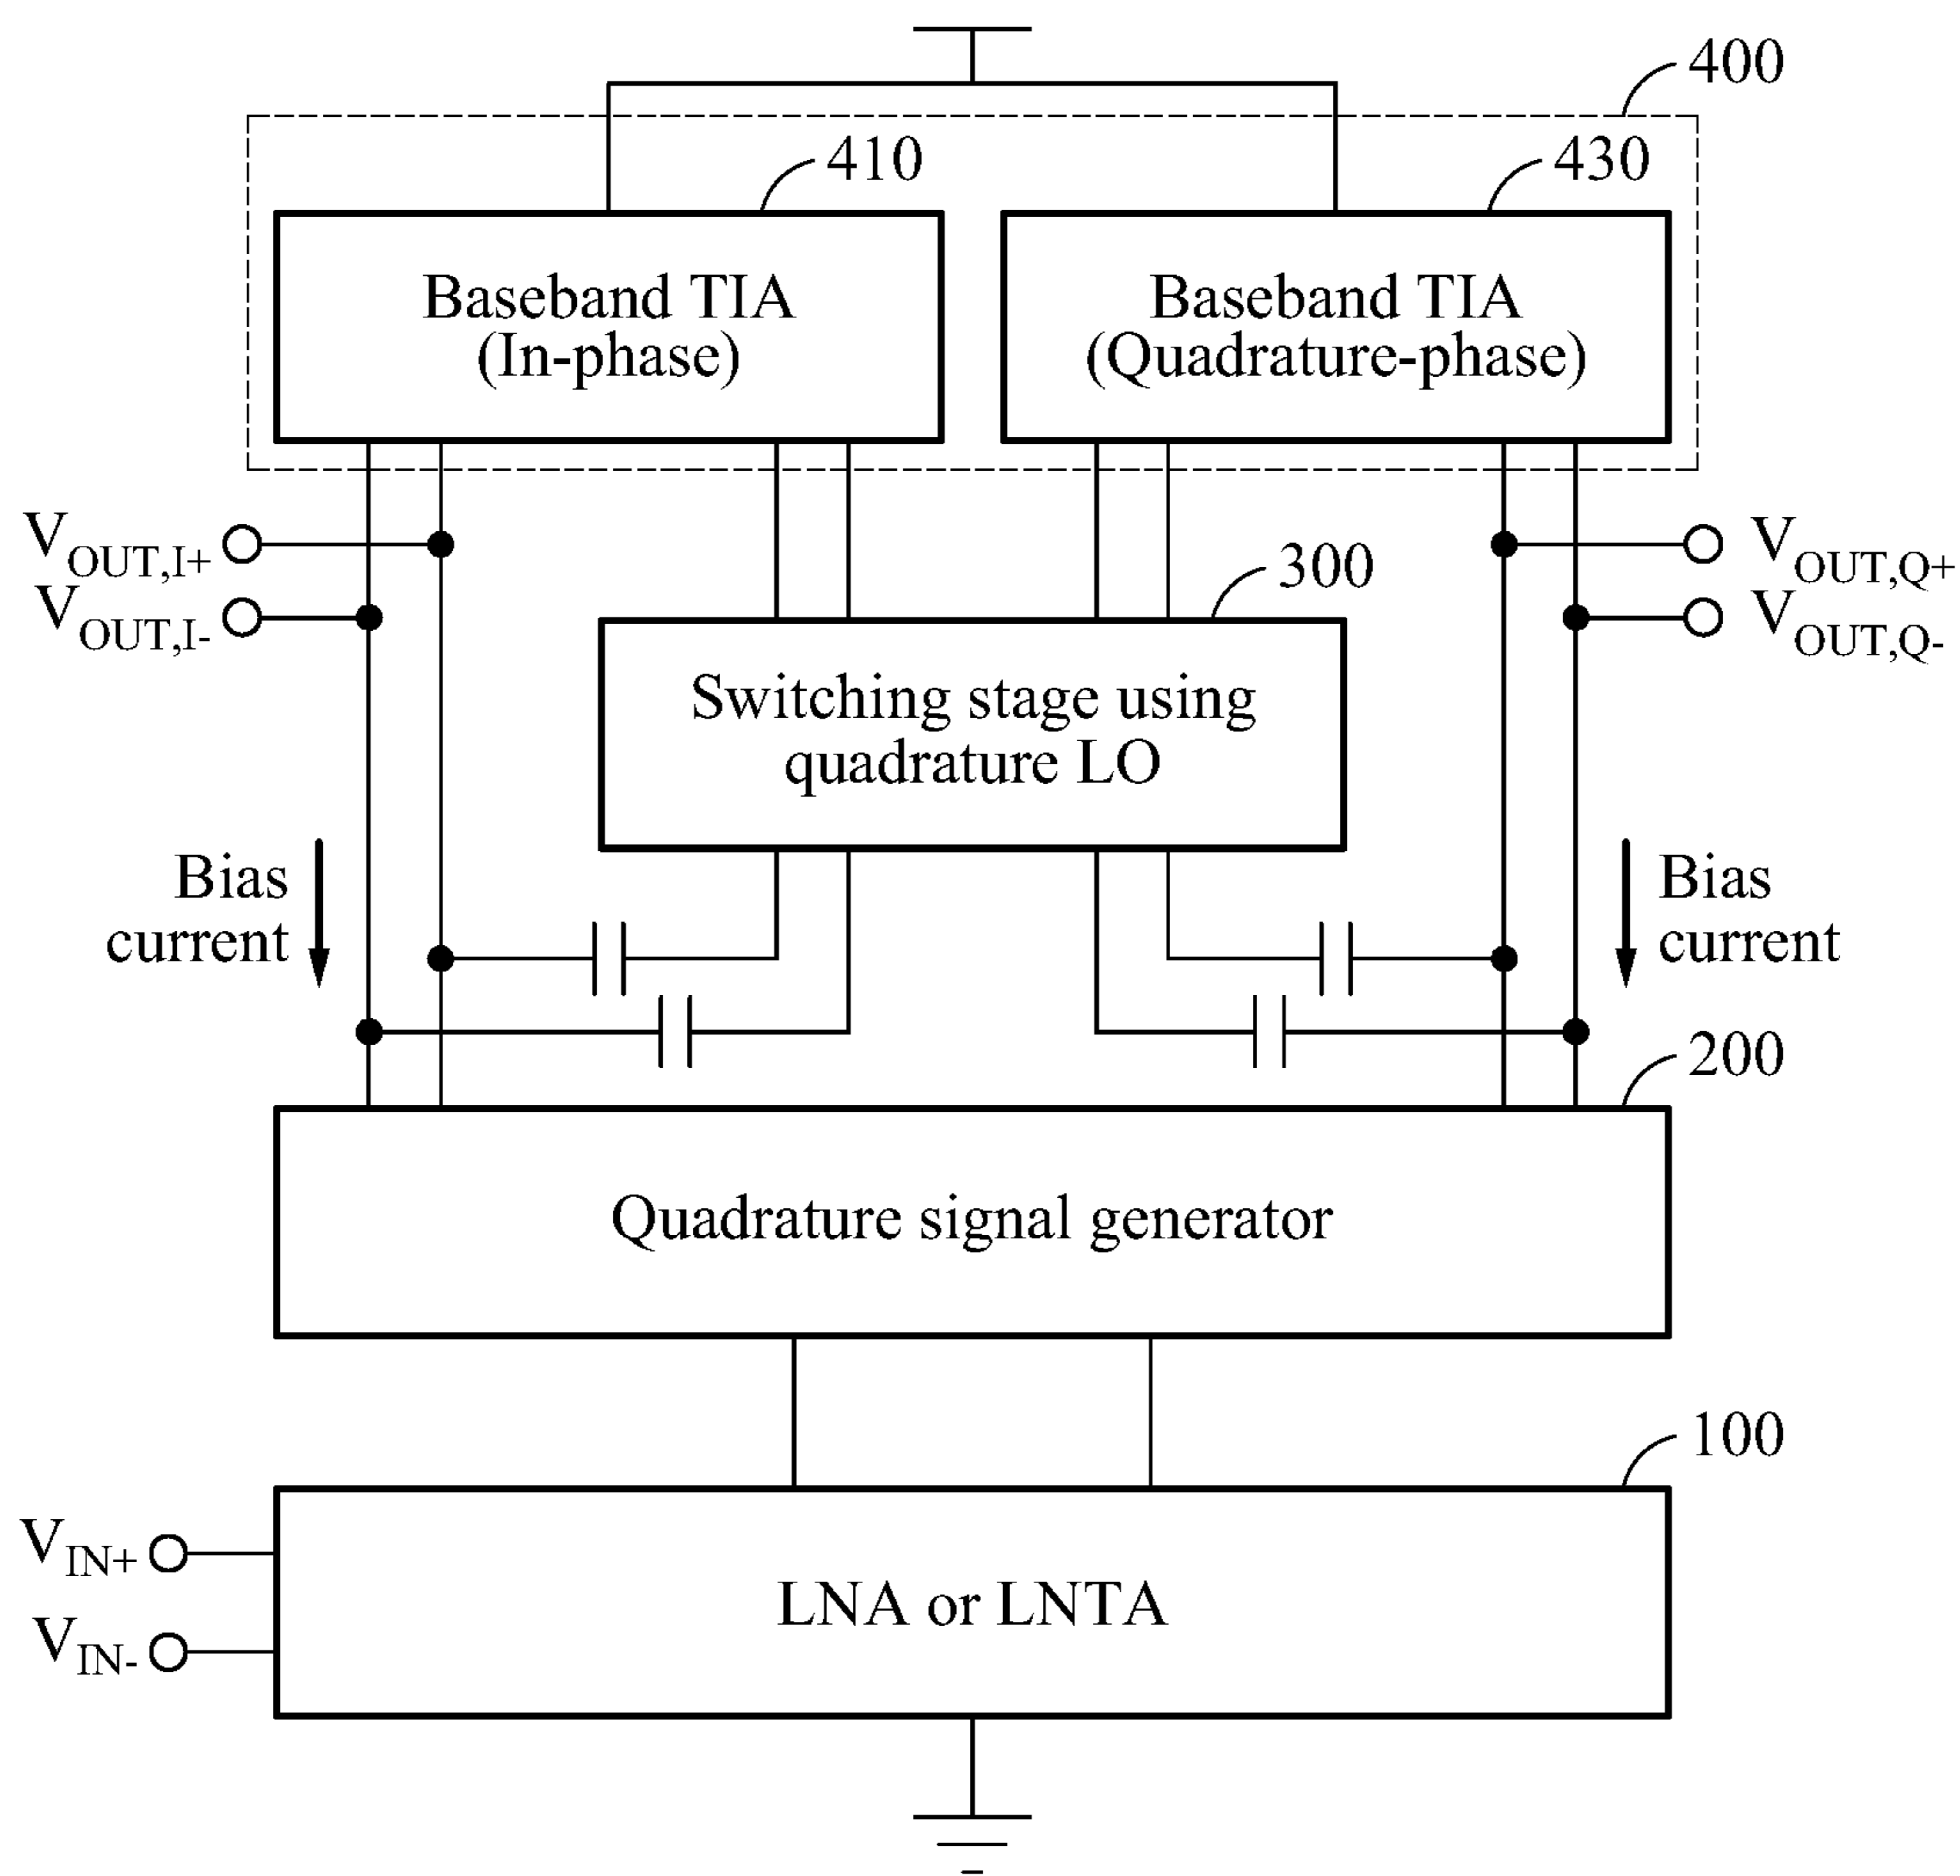 400
410
430
Baseband TIA
(In-phase)
Baseband TIA
(Quadrature-phase)
VOUT,I+
VOUT,I-
VOUT,Q+
VOUT,Q-
300
Switching stage using
quadrature LO
Bias
current
Bias
current
200
Quadrature signal generator
100
VIN+
VIN-
LNA or LNTA